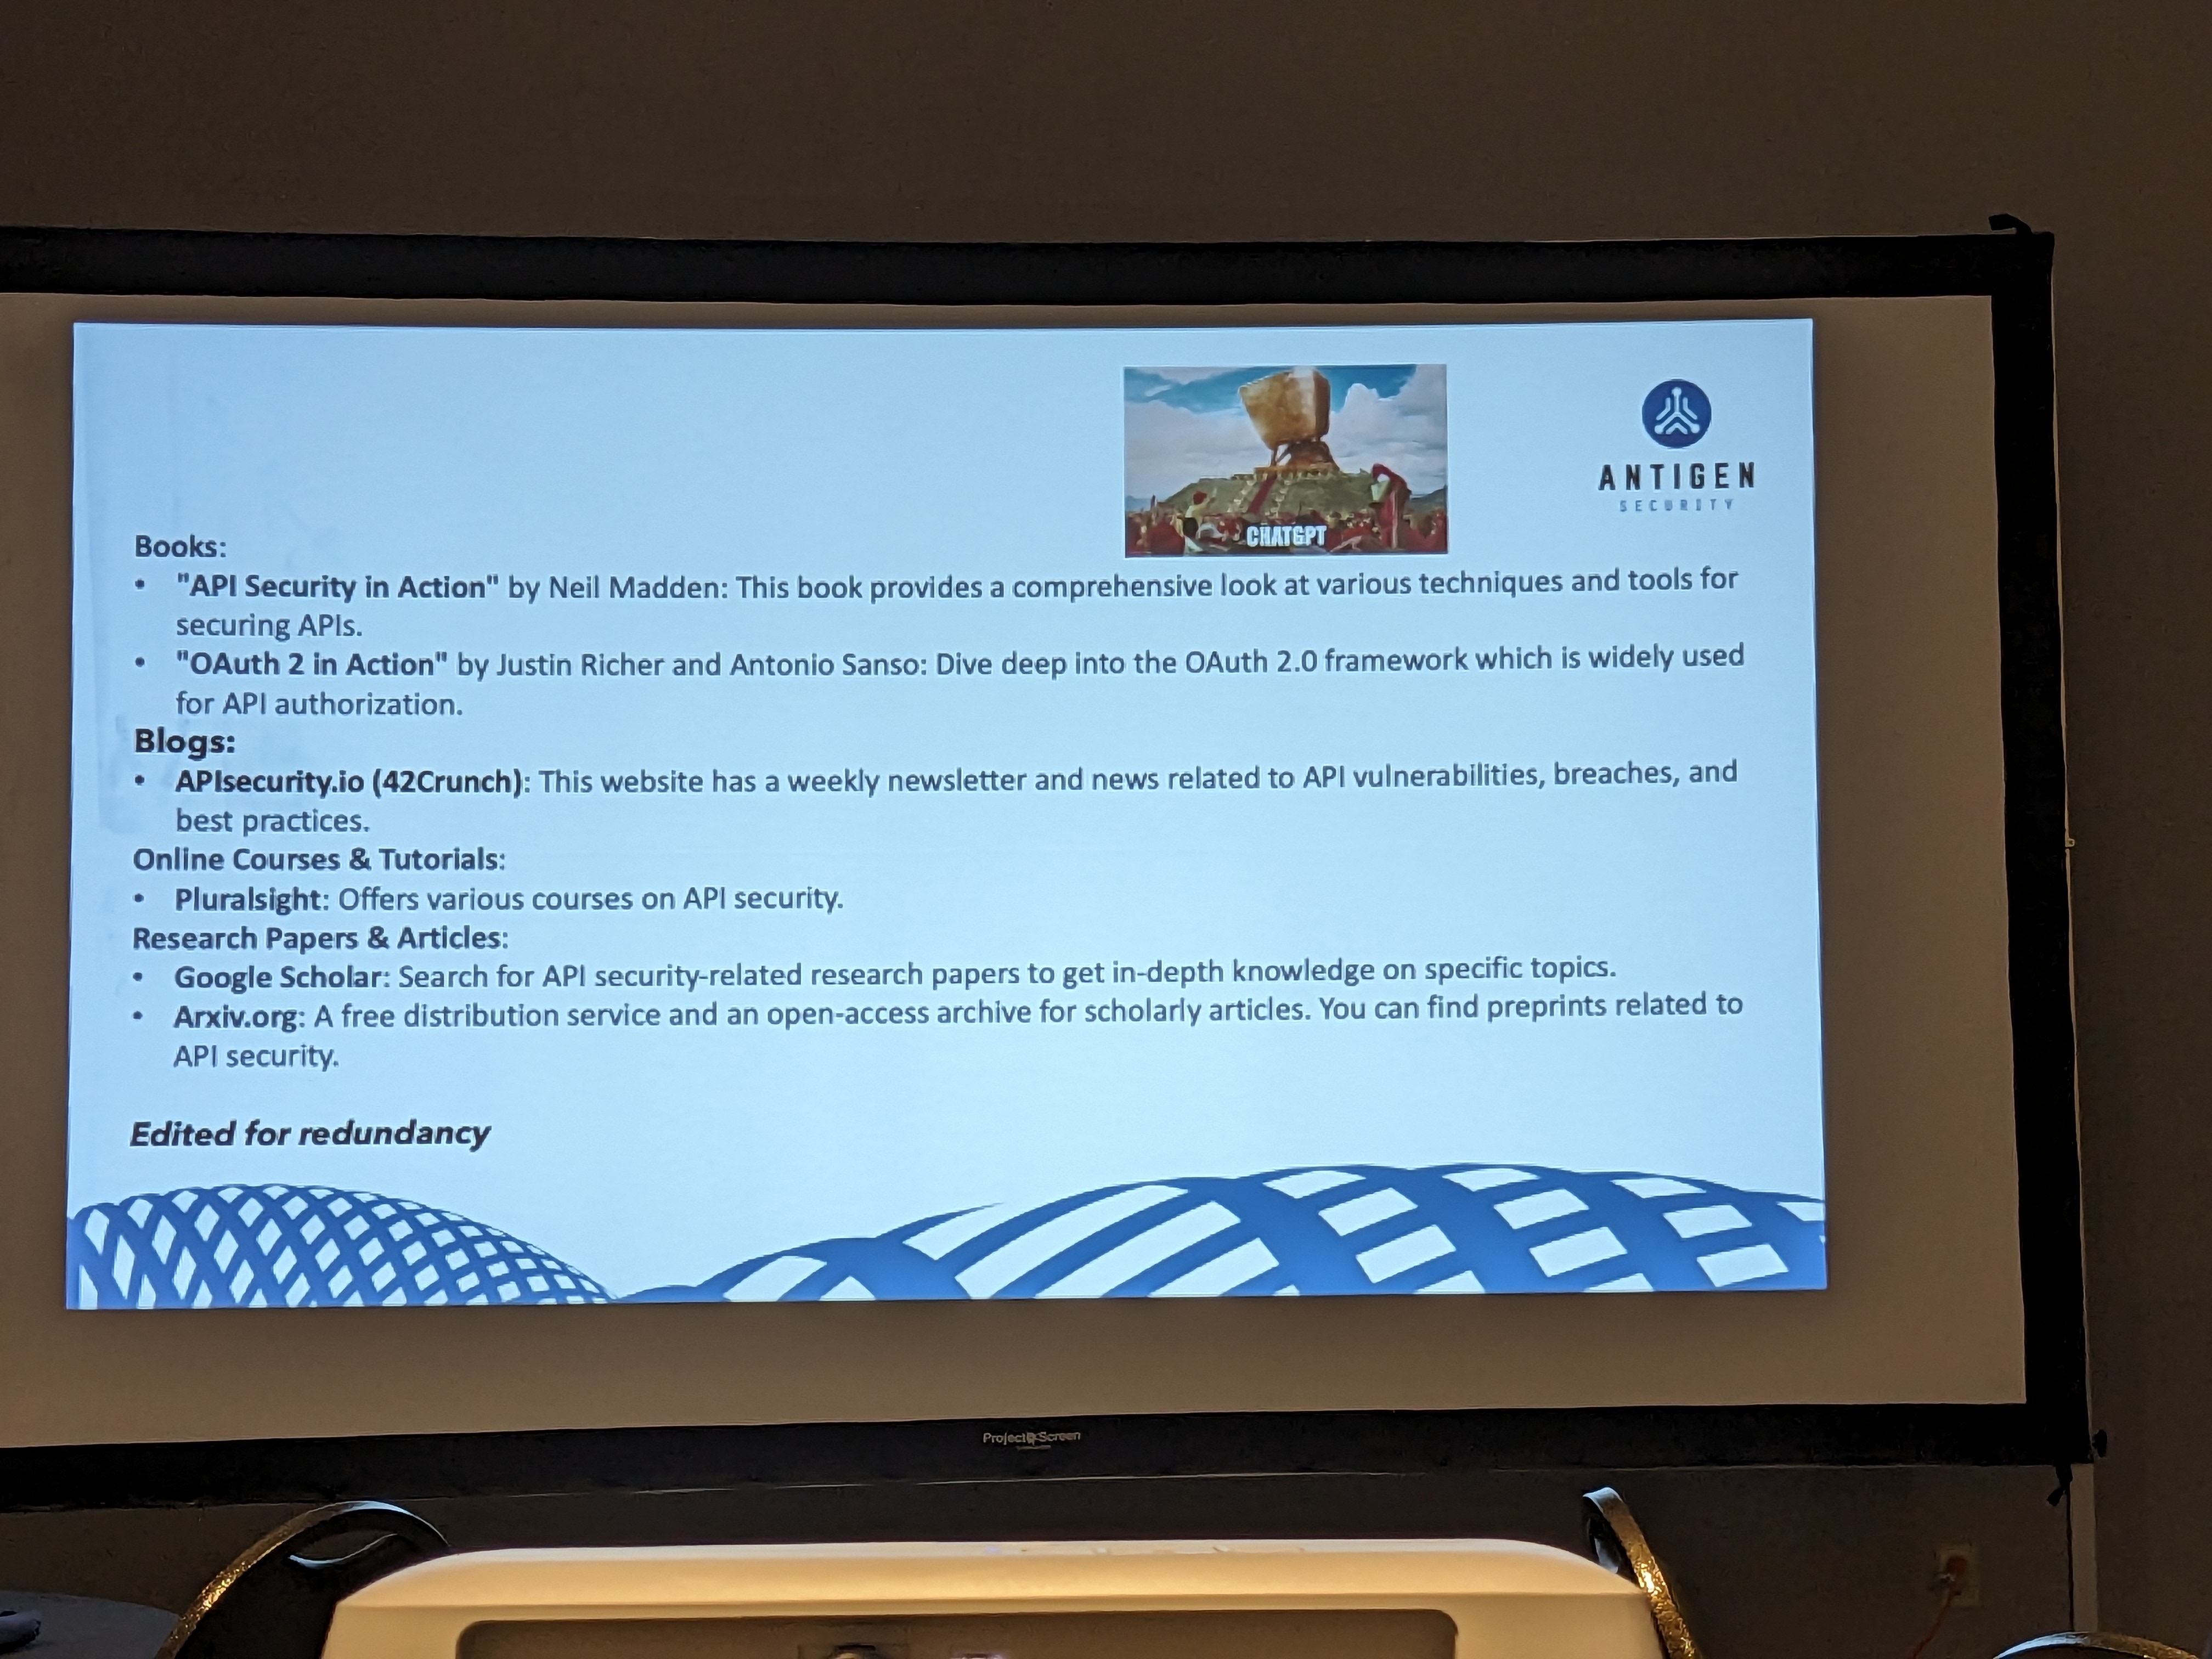 CHATGPT
ANTIGEN
SECURITY
Books:
• "API Security in Action" by Neil Madden: This book provides a comprehensive look at various techniques and tools for
securing APIs.
• "OAuth 2 in Action" by Justin Richer and Antonio Sanso: Dive deep into the OAuth 2.0 framework which is widely used
for API authorization.
Blogs:
• APIsecurity.io (42Crunch): This website has a weekly newsletter and news related to API vulnerabilities, breaches, and
best practices.
Online Courses & Tutorials:
• Pluralsight: Offers various courses on API security.
Research Papers & Articles:
• Google Scholar: Search for API security-related research papers to get in-depth knowledge on specific topics.
• Arxiv.org: A free distribution service and an open-access archive for scholarly articles. You can find preprints related to
API security.
Edited for redundancy
Project Screen